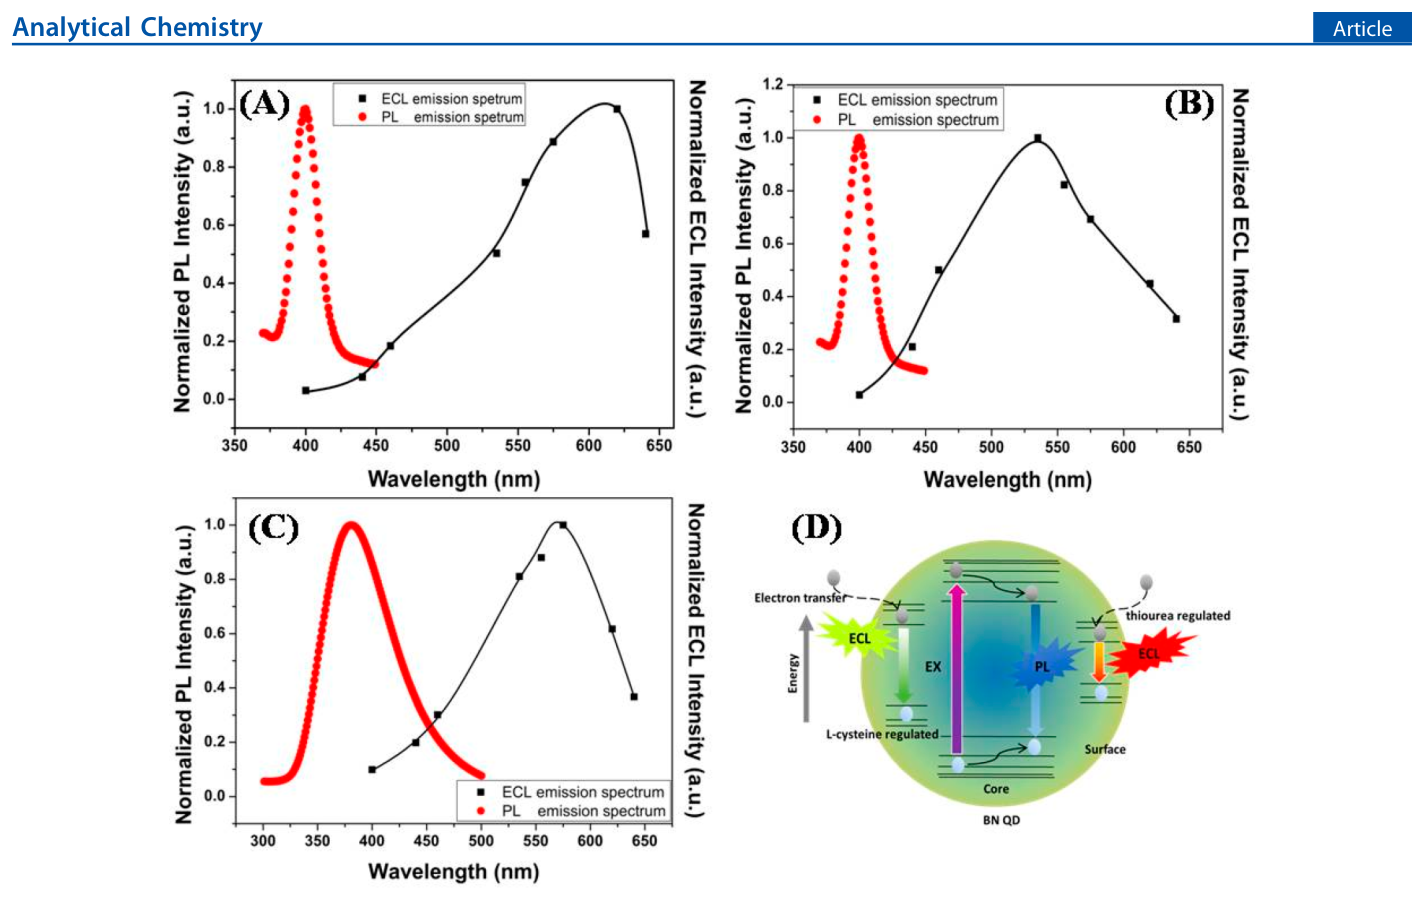 Analytical Chemistry
Article
(A)
ECL emission spetrum
PL emission spetrum
Normalized PL Intensity (a.u.)
Normalized ECL Intensity (a.u.)
1.0
0.8
0.6
0.4
0.2
0.0
350 400 450 500 550 600 650
Wavelength (nm)
(B)
ECL emission spectrum
PL emission spectrum
Normalized PL Intensity (a.u.)
Normalized ECL Intensity (a.u.)
1.2
1.0
0.8
0.6
0.4
0.2
0.0
350 400 450 500 550 600 650
Wavelength (nm)
(C)
Normalized PL Intensity (a.u.)
Normalized ECL Intensity (a.u.)
1.0
0.8
0.6
0.4
0.2
0.0
ECL emission spectrum
PL emission spectrum
300 350 400 450 500 550 600 650
Wavelength (nm)
(D)
Electron transfer
thiourea regulated
ECL
ECL
EX
PL
Energy
L-cysteine regulated
Surface
Core
BN QD